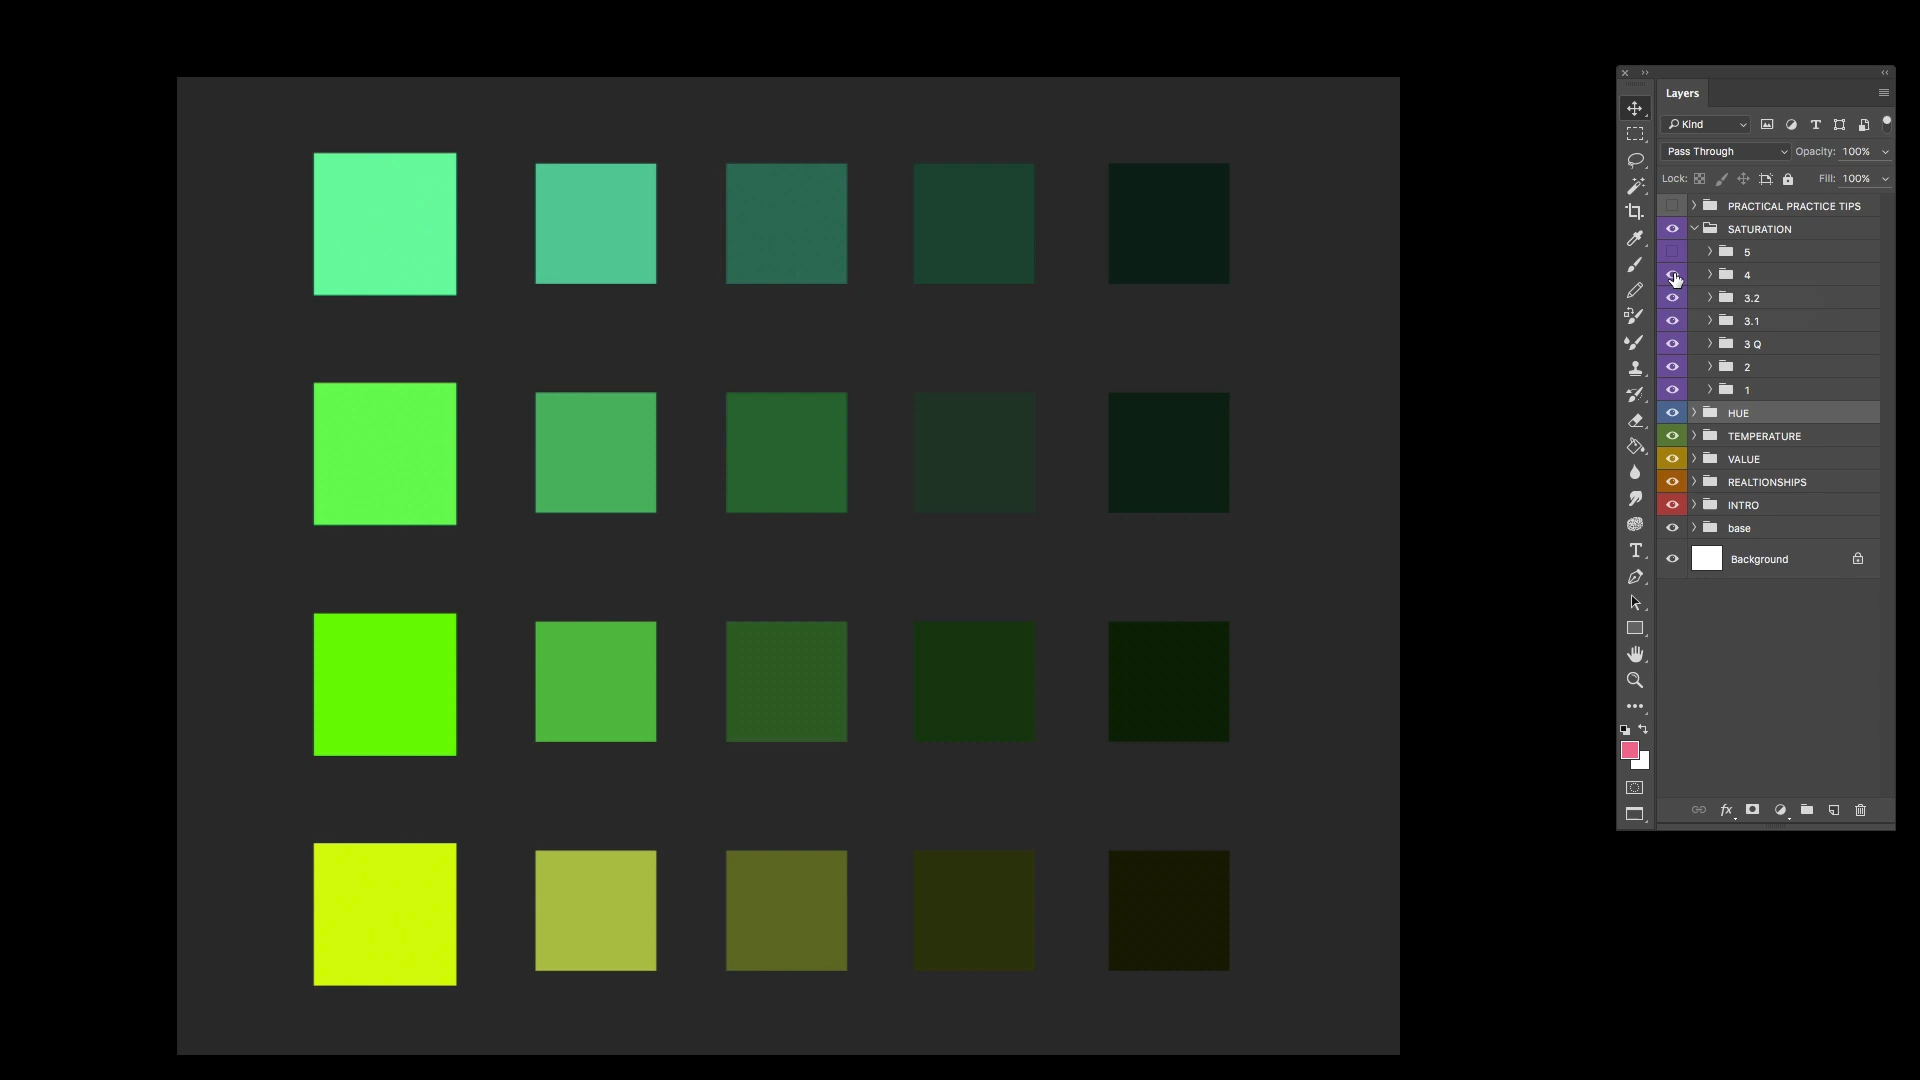 Layers
Kind
Pass Through Opacity: 100%
Lock: Fill: 100%
PRACTICAL PRACTICE TIPS
SATURATION
5
4
3.2
3.1
3 Q
2
1
HUE
TEMPERATURE
VALUE
REALTIONSHIPS
INTRO
base
Background
fx